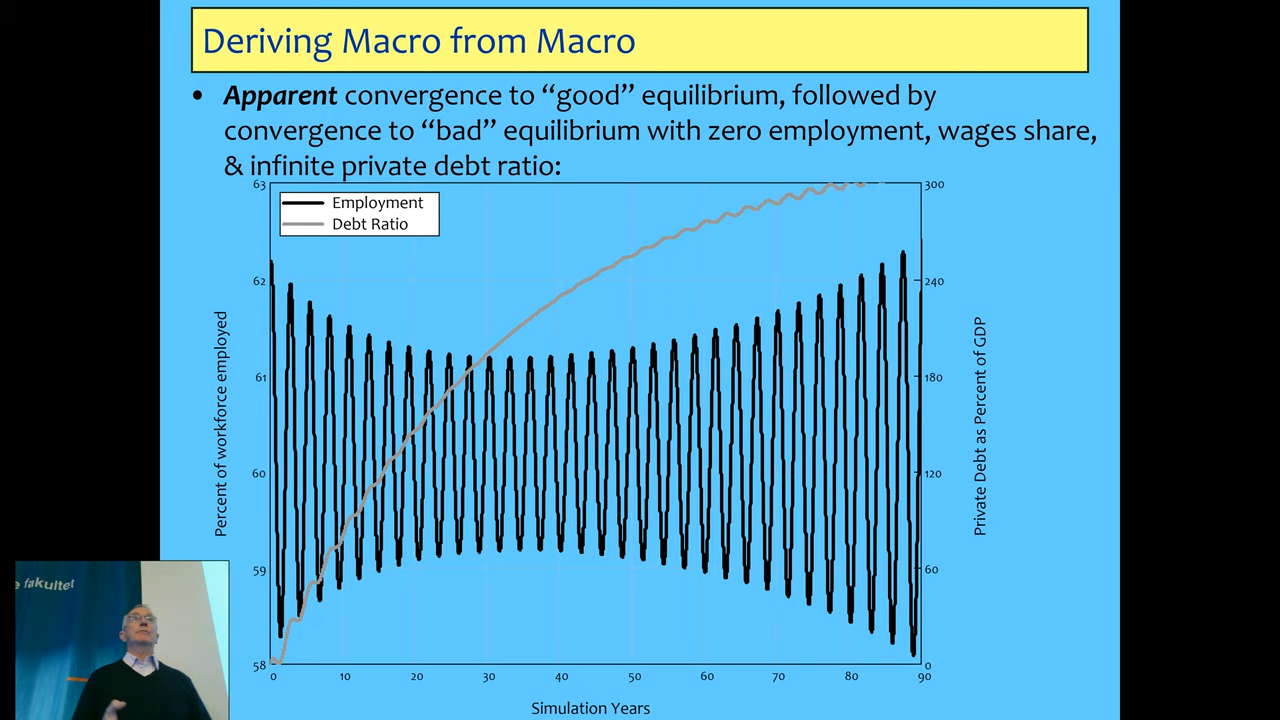 Deriving Macro from Macro
• Apparent convergence to “good” equilibrium, followed by
convergence to “bad” equilibrium with zero employment, wages share,
& infinite private debt ratio:
Employment
Debt Ratio
63
62
61
60
59
58
Percent of workforce employed
300
240
180
120
60
0
Private Debt as Percent of GDP
0 10 20 30 40 50 60 70 80 90
Simulation Years
e fakultet